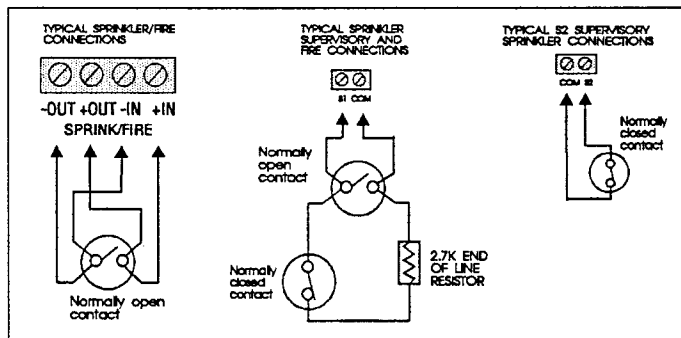 TYPICAL SPRINKLER/FIRE
CONNECTIONS
-OUT +OUT -IN +IN
SPRINK/FIRE
Normally open
contact
TYPICAL SPRINKLER
SUPERVISORY AND
FIRE CONNECTIONS
S1 COM
Normally
open
contact
Normally
closed
contact
2.7K END
OF LINE
RESISTOR
TYPICAL S2 SUPERVISORY
SPRINKLER CONNECTIONS
COM S2
Normally
closed
contact